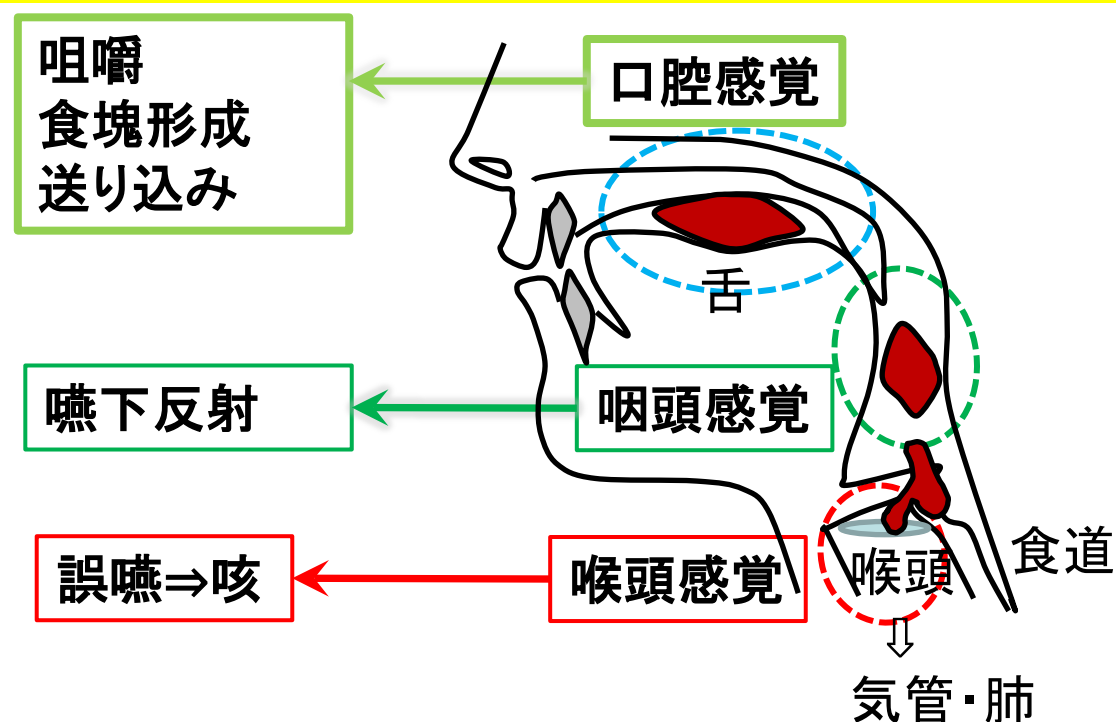 咀嚼
食塊形成
送り込み
口腔感覚
舌
嚥下反射
咽頭感覚
誤嚥⇒咳
喉頭感覚
喉頭
食道
気管・肺